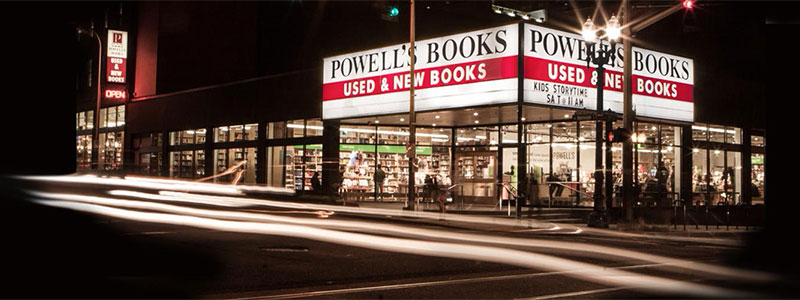 USED
&
NEW
BOOKS
OPEN
POWELL'S BOOKS
USED & NEW BOOKS
POWELL'S BOOKS
USED & NEW BOOKS
KIDS STORYTIME
SAT @ 11 AM
POWELL'S